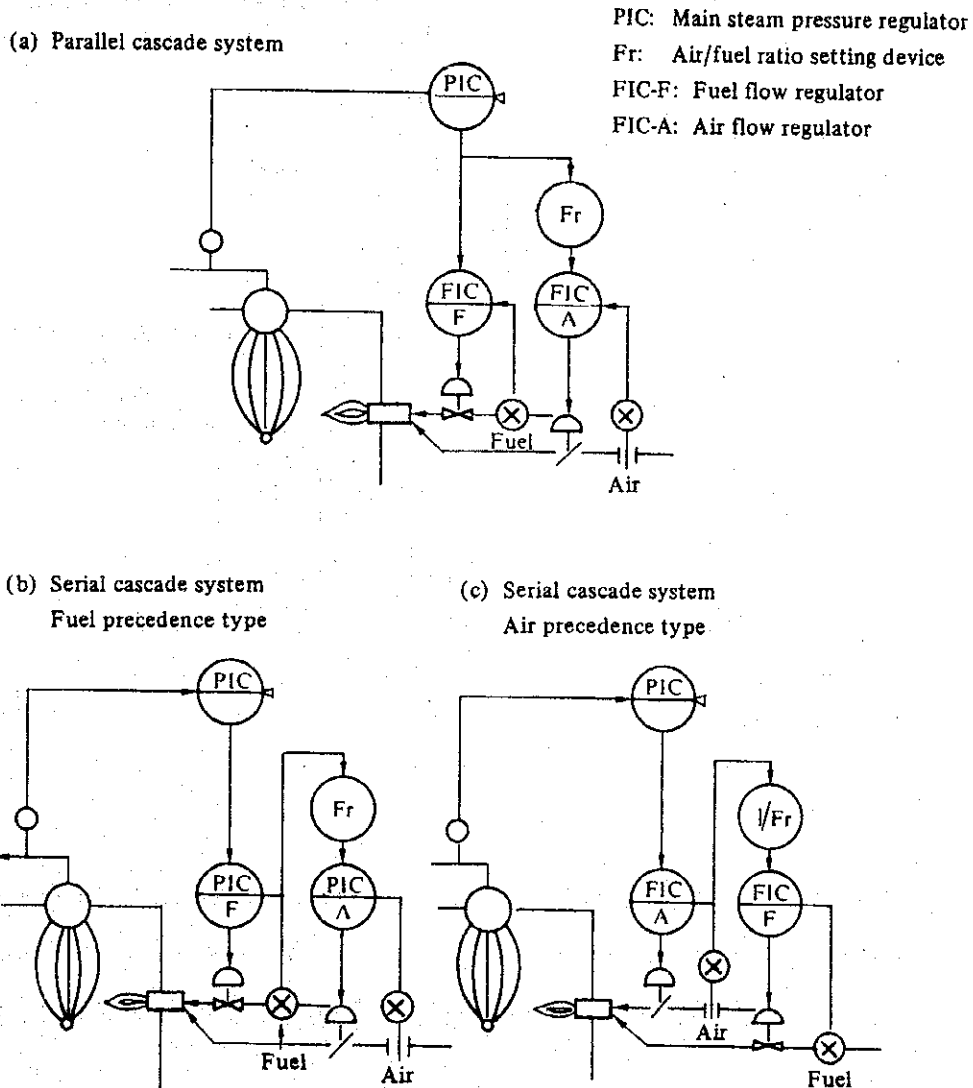 PIC: Main steam pressure regulator
Fr: Air/fuel ratio setting device
FIC-F: Fuel flow regulator
FIC-A: Air flow regulator
(a) Parallel cascade system
PIC
Fr
FIC
F
FIC
A
Fuel
Air
(b) Serial cascade system
Fuel precedence type
PIC
Fr
PIC
F
PIC
A
Fuel
Air
(c) Serial cascade system
Air precedence type
PIC
1/Fr
FIC
A
FIC
F
Air
Fuel